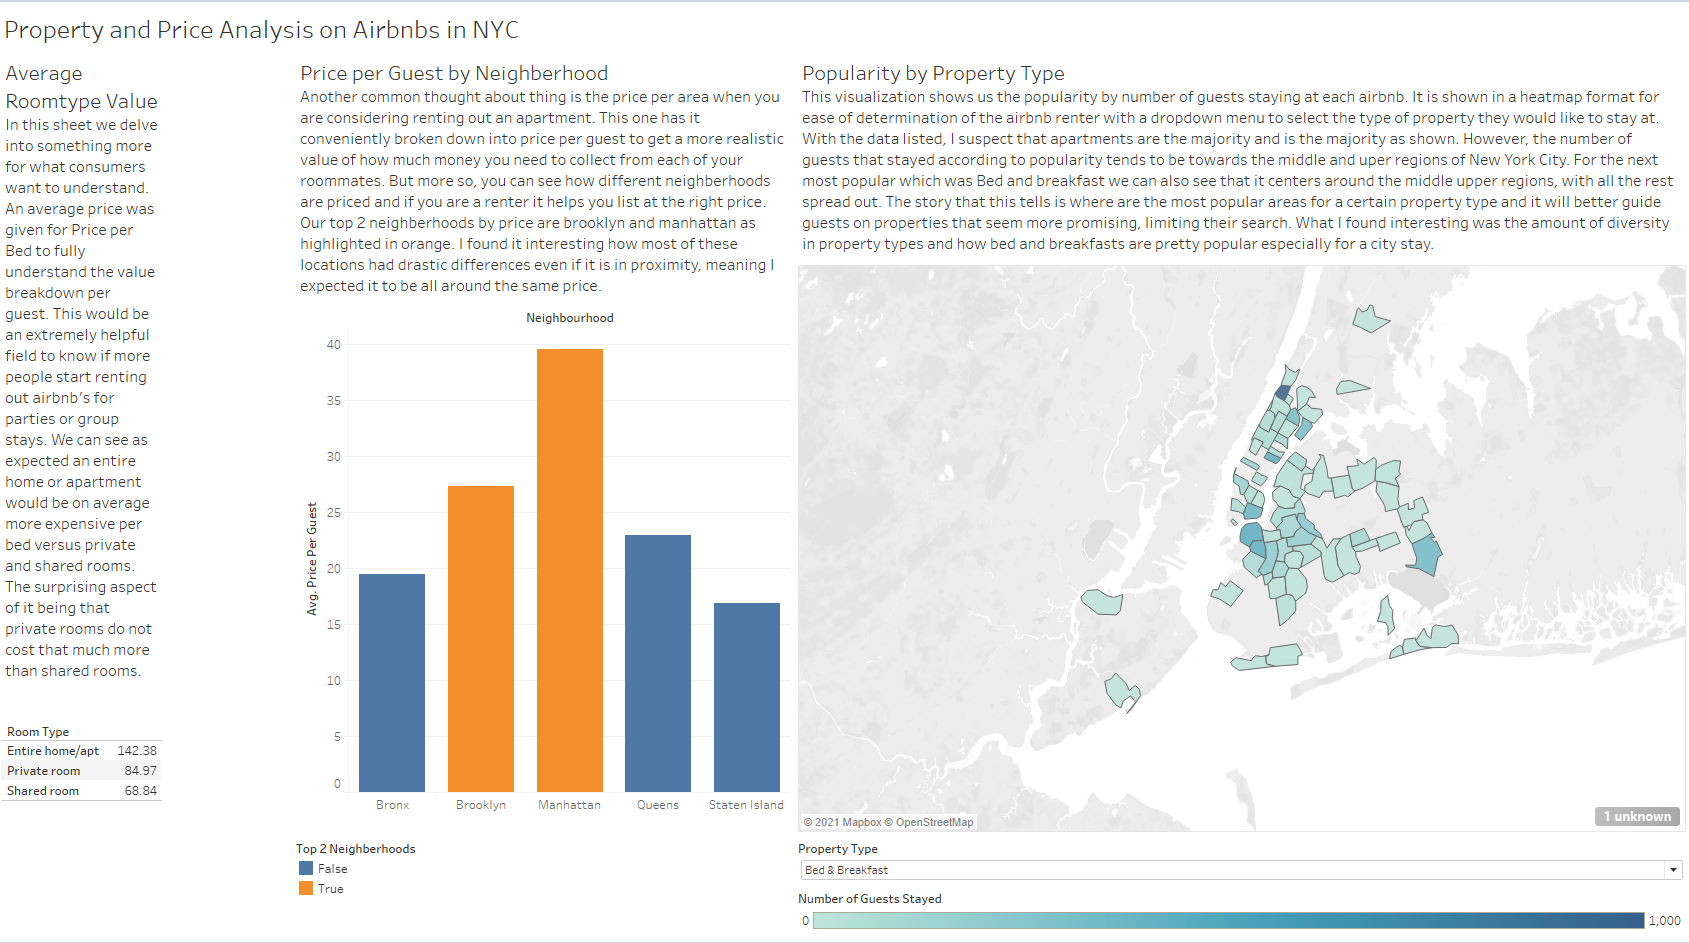 Property and Price Analysis on Airbnbs in NYC
Average
Roomtype Value
In this sheet we delve
into something more
for what consumers
want to understand.
An average price was
given for Price per
Bed to fully
understand the value
breakdown per
guest. This would be
an extremely helpful
field to know if more
people start renting
out airbnb's for
parties or group
stays. We can see as
expected an entire
home or apartment
would be on average
more expensive per
bed versus private
and shared rooms.
The surprising aspect
of it being that
private rooms do not
cost that much more
than shared rooms.
Room Type
Entire home/apt 142.38
Private room 84.97
Shared room 68.84
Price per Guest by Neighberhood
Another common thought about thing is the price per area when you
are considering renting out an apartment. This one has it
conveniently broken down into price per guest to get a more realistic
value of how much money you need to collect from each of your
roommates. But more so, you can see how different neighborhoods
are priced and if you are a renter it helps you list at the right price.
Our top 2 neighborhoods by price are brooklyn and manhattan as
highlighted in orange. I found it interesting how most of these
locations had drastic differences even if it is in proximity, meaning I
expected it to be all around the same price.
Neighbourhood
Avg. Price Per Guest
40
35
30
25
20
15
10
5
0
Bronx Brooklyn Manhattan Queens Staten Island
Top 2 Neighborhoods
False
True
Popularity by Property Type
This visualization shows us the popularity by number of guests staying at each airbnb. It is shown in a heatmap format for
ease of determination of the airbnb renter with a dropdown menu to select the type of property they would like to stay at.
With the data listed, I suspect that apartments are the majority and is the majority as shown. However, the number of
guests that stayed according to popularity tends to be towards the middle and uper regions of New York City. For the next
most popular which was Bed and breakfast we can also see that it centers around the middle upper regions, with all the rest
spread out. The story that this tells is where are the most popular areas for a certain property type and it will better guide
guests on properties that seem more promising, limiting their search. What I found interesting was the amount of diversity
in property types and how bed and breakfasts are pretty popular especially for a city stay.
© 2021 Mapbox © OpenStreetMap
1 unknown
Property Type
Bed & Breakfast
Number of Guests Stayed
0 1,000